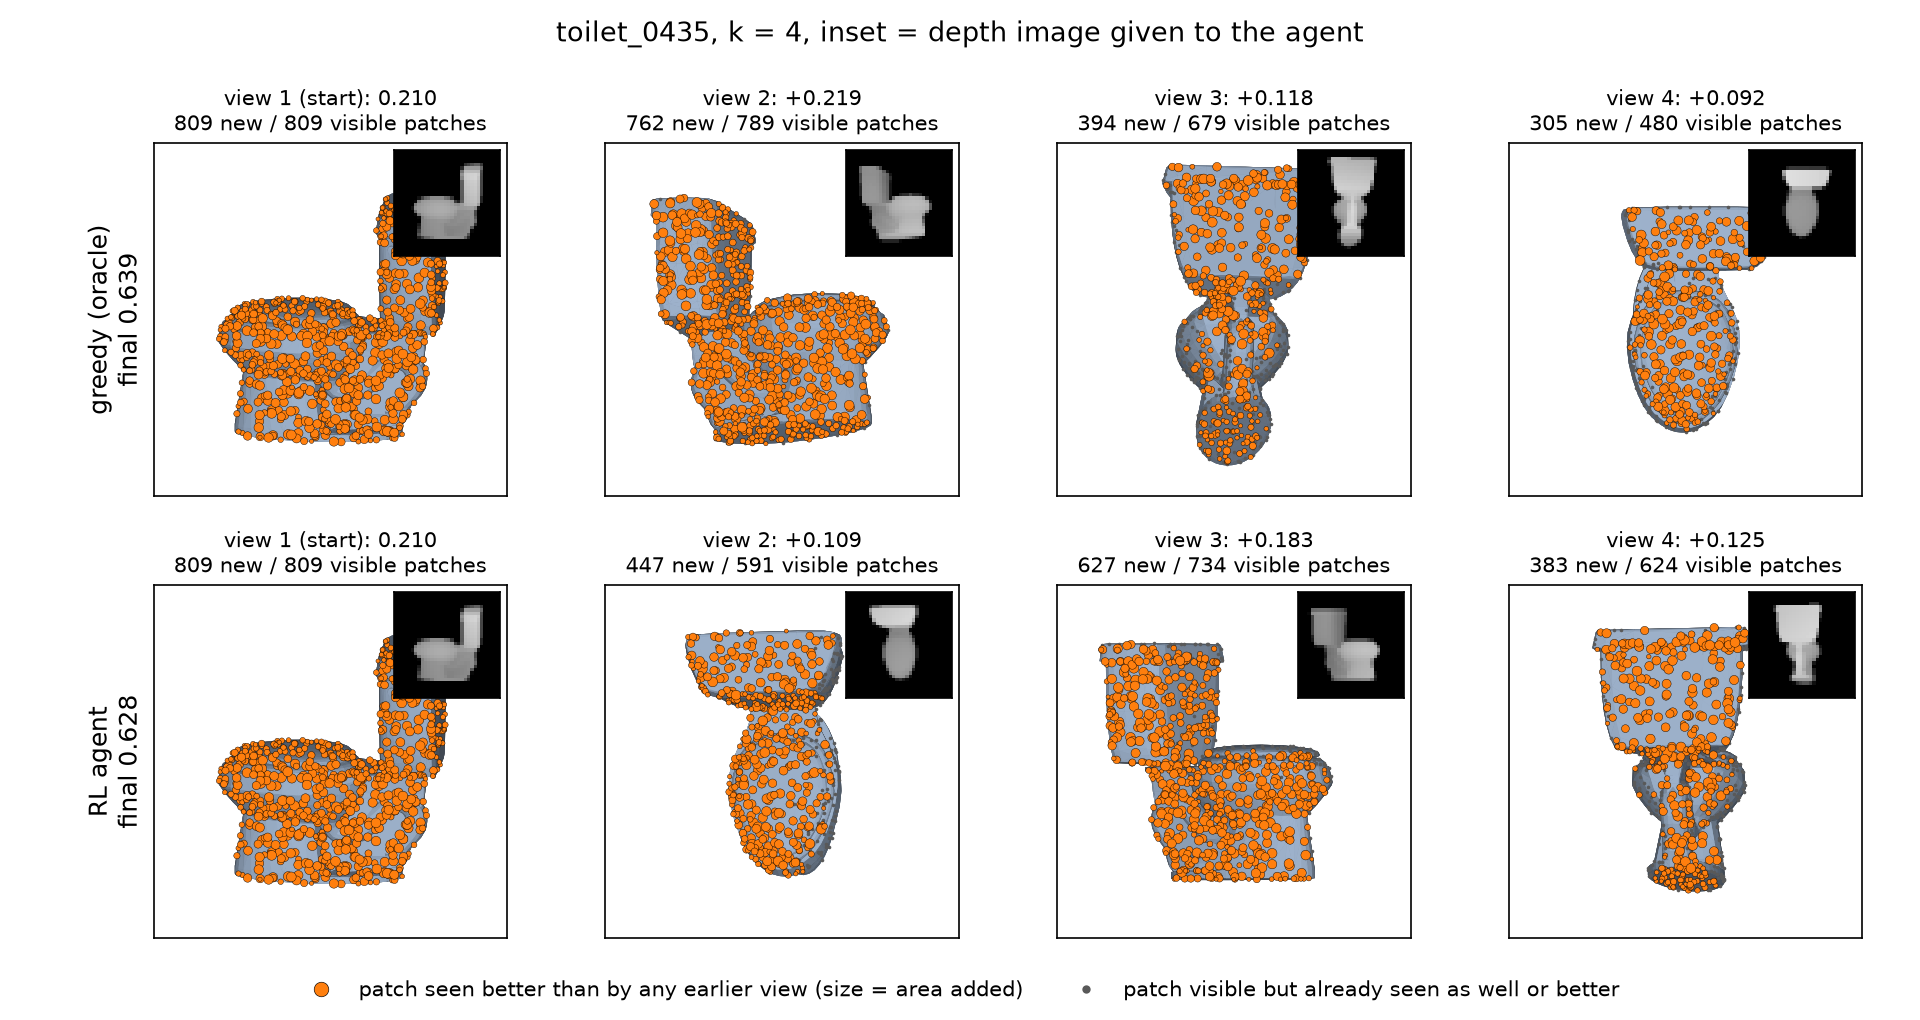 toilet_0435, k = 4, inset = depth image given to the agent
greedy (oracle)
final 0.639
view 1 (start): 0.210
809 new / 809 visible patches
view 2: +0.219
762 new / 789 visible patches
view 3: +0.118
394 new / 679 visible patches
view 4: +0.092
305 new / 480 visible patches
RL agent
final 0.628
view 1 (start): 0.210
809 new / 809 visible patches
view 2: +0.109
447 new / 591 visible patches
view 3: +0.183
627 new / 734 visible patches
view 4: +0.125
383 new / 624 visible patches
patch seen better than by any earlier view (size = area added)
patch visible but already seen as well or better